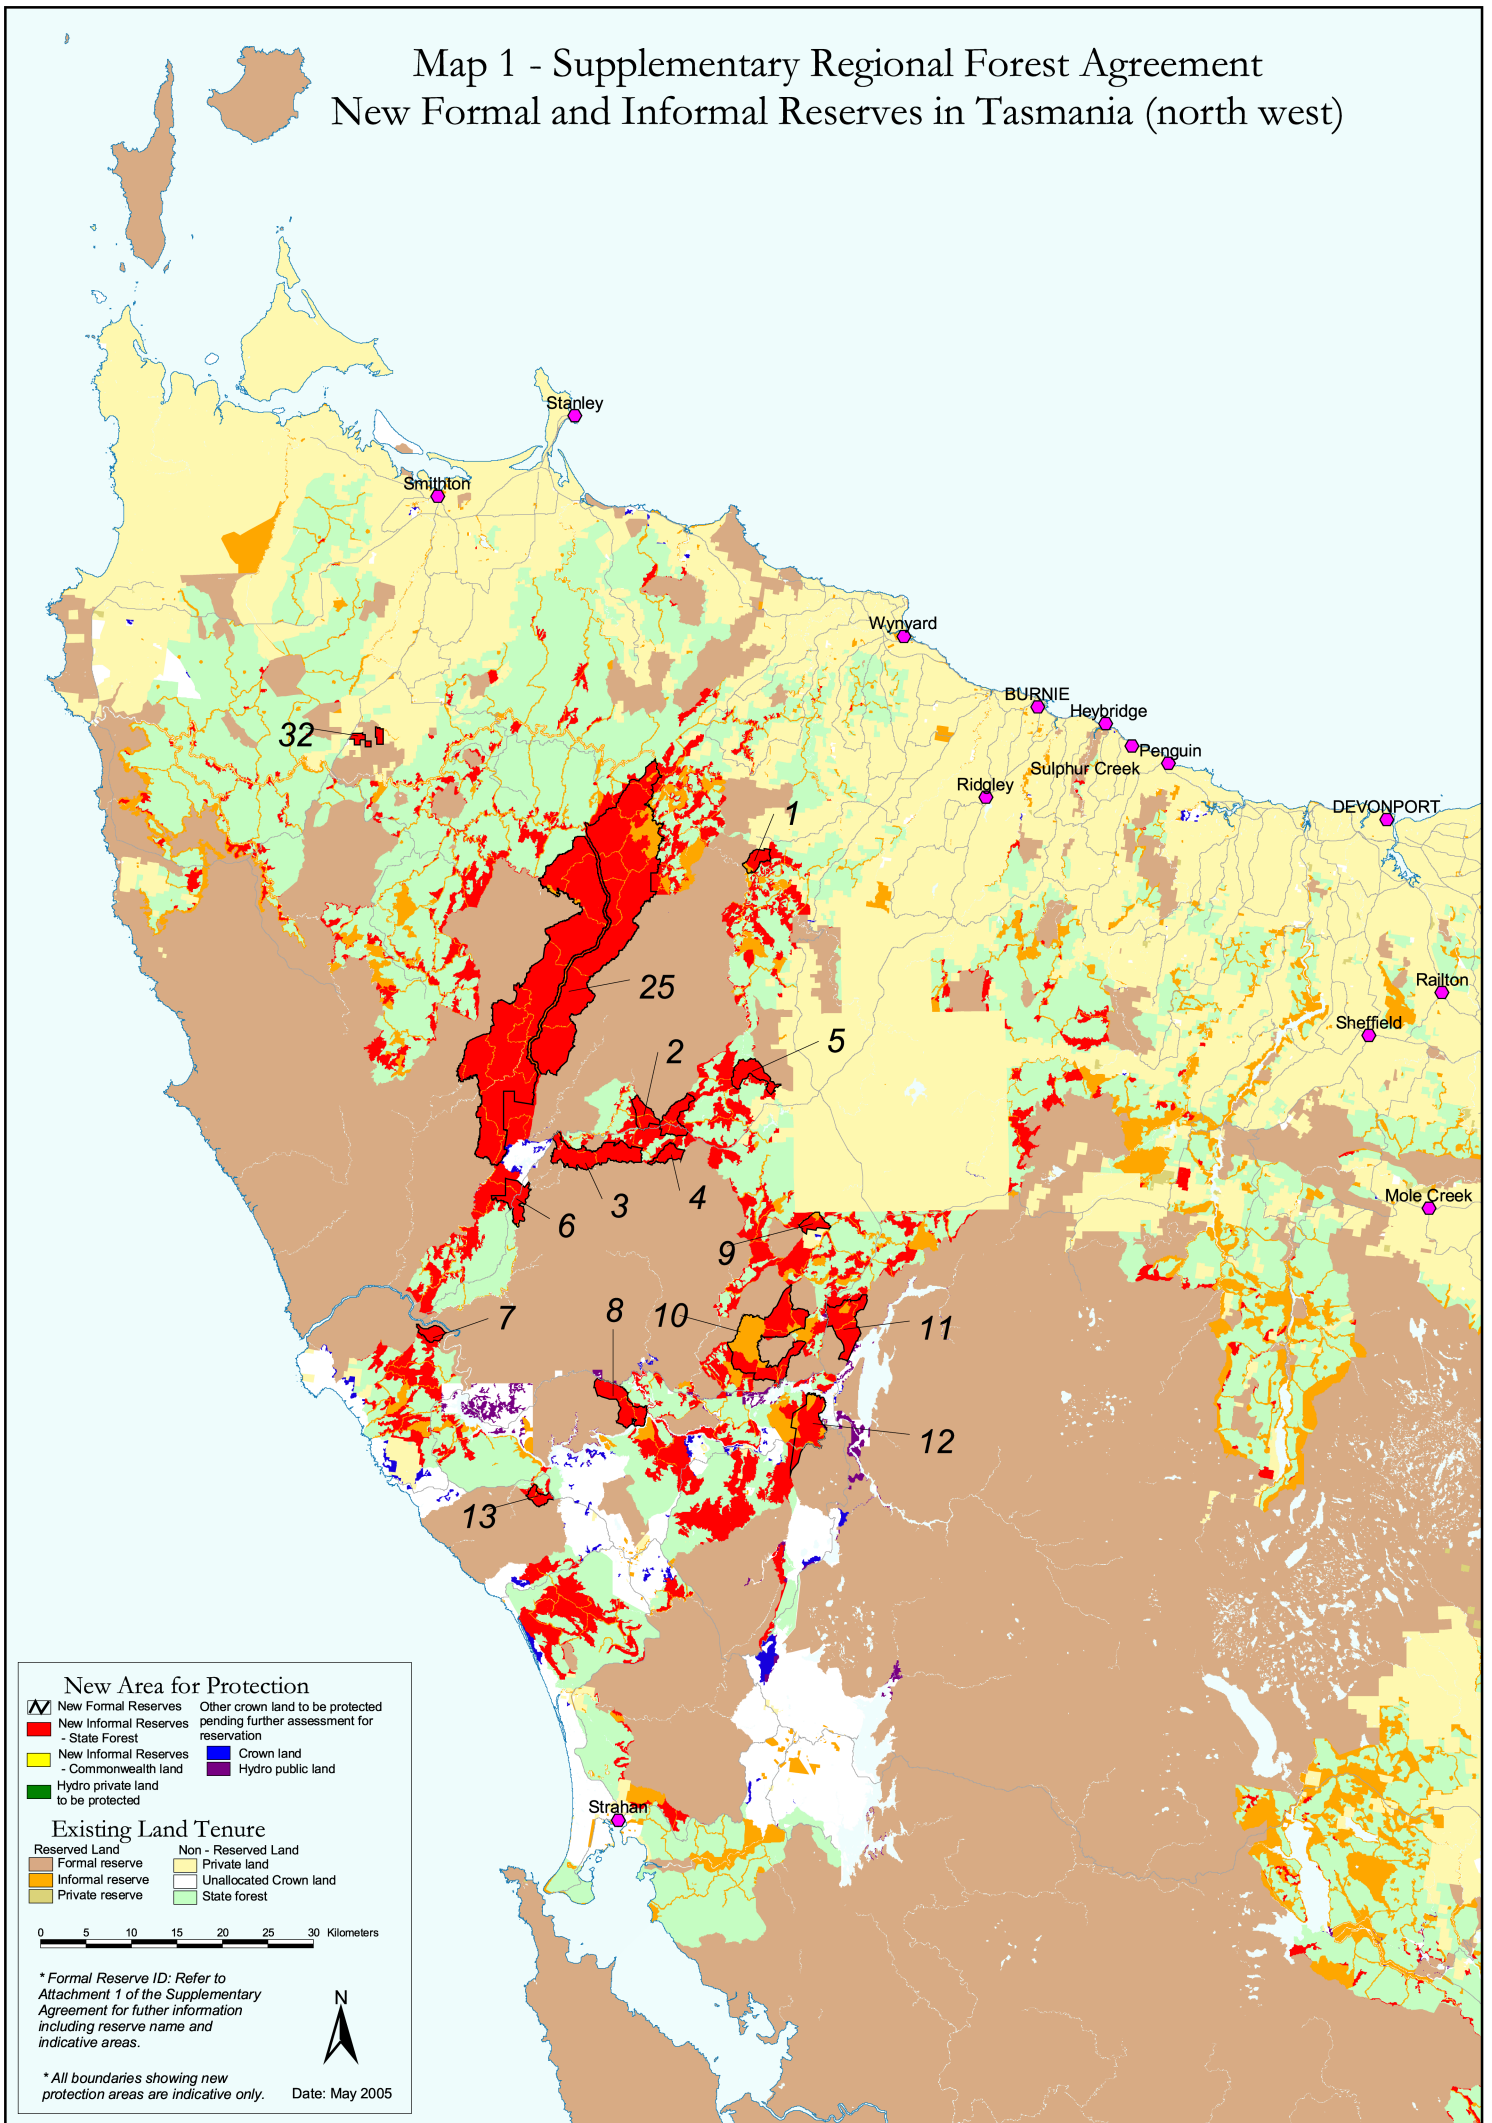 Map 1 - Supplementary Regional Forest Agreement
New Formal and Informal Reserves in Tasmania (north west)
Stanley
Smithton
Wynyard
BURNIE
Heybridge
32
Penguin
Sulphur Creek
Ridgley
1
DEVONPORT
25
Railton
5
Sheffield
2
4
Mole Creek
3
6
9
8
10
7
11
12
13
New Area for Protection
New Formal Reserves
New Informal Reserves
- State Forest
New Informal Reserves
- Commonwealth land
Hydro private land
to be protected
Other crown land to be protected
pending further assessment for
reservation
Crown land
Hydro public land
Existing Land Tenure
Reserved Land
Formal reserve
Informal reserve
Private reserve
Non - Reserved Land
Private land
Unallocated Crown land
State forest
Strahan
0 5 10 15 20 25 30 Kilometers
* Formal Reserve ID: Refer to
Attachment 1 of the Supplementary
Agreement for futher information
including reserve name and
indicative areas.
N
* All boundaries showing new
protection areas are indicative only.
Date: May 2005